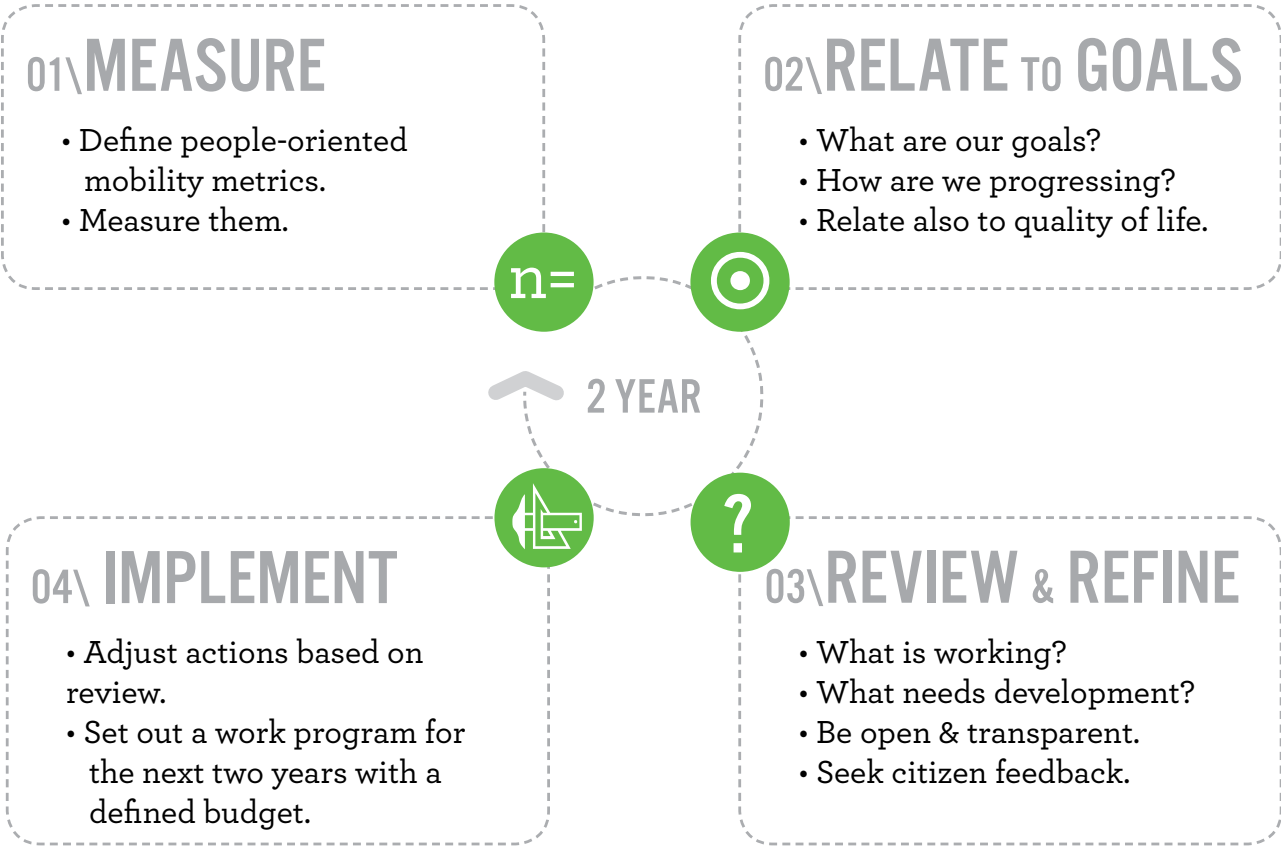 01\MEASURE
• Define people-oriented
mobility metrics.
• Measure them.
n=
02\RELATE TO GOALS
• What are our goals?
• How are we progressing?
• Relate also to quality of life.
2 YEAR
?
03\REVIEW & REFINE
• What is working?
• What needs development?
• Be open & transparent.
• Seek citizen feedback.
04\ IMPLEMENT
• Adjust actions based on
review.
• Set out a work program for
the next two years with a
defined budget.